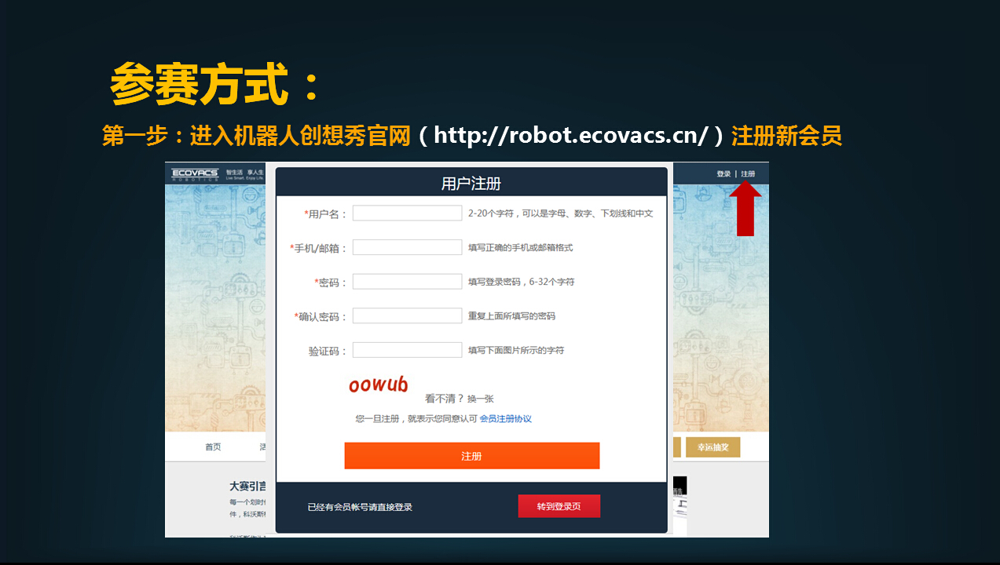 参赛方式：
第一步：进入机器人创想秀官网（http://robot.ecovacs.cn/）注册新会员
ECOVACS ROBOTICS 智生活 享人生 Live Smart. Enjoy Life.
登录 | 注册
用户注册
*用户名： 2-20个字符，可以是字母、数字、下划线和中文
*手机/邮箱： 填写正确的手机或邮箱格式
*密码： 填写登录密码，6-32个字符
*确认密码： 重复上面所填写的密码
验证码： 填写下面图片所示的字符
oowub 看不清？换一张
您一旦注册，就表示您同意认可 会员注册协议
首页
幸运抽奖
注册
大赛引言
每一个划时
件，科沃斯
已经有会员帐号请直接登录 转到登录页